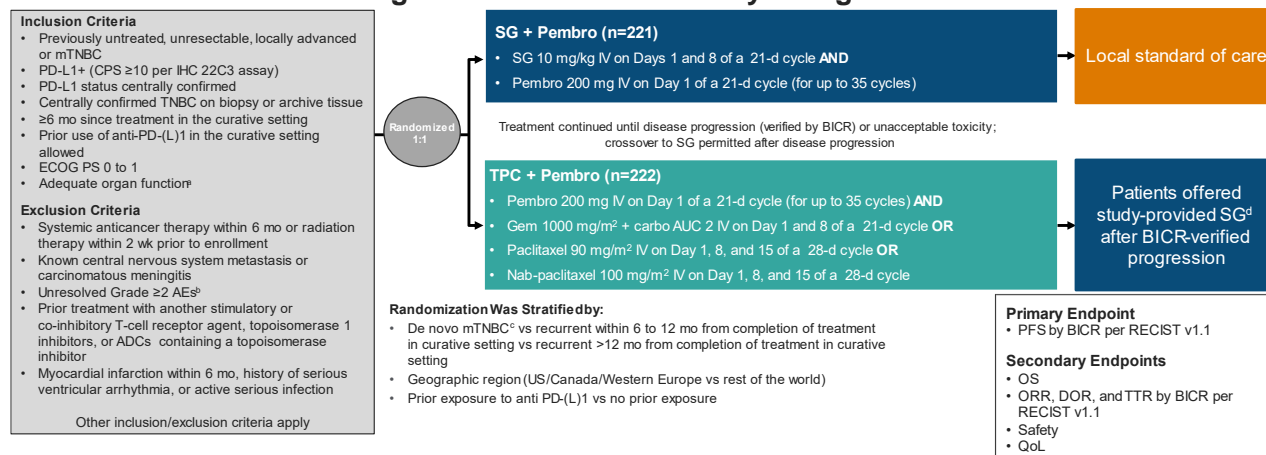 Inclusion Criteria
• Previously untreated, unresectable, locally advanced
or mTNBC
• PD-L1+ (CPS ≥10 per IHC 22C3 assay)
• PD-L1 status centrally confirmed
• Centrally confirmed TNBC on biopsy or archive tissue
• ≥6 mo since treatment in the curative setting
• Prior use of anti-PD-(L)1 in the curative setting
allowed
• ECOG PS 0 to 1
• Adequate organ functionᵃ
Exclusion Criteria
• Systemic anticancer therapy within 6 mo or radiation
therapy within 2 wk prior to enrollment
• Known central nervous system metastasis or
carcinomatous meningitis
• Unresolved Grade ≥2 AEsᵇ
• Prior treatment with another stimulatory or
co-inhibitory T-cell receptor agent, topoisomerase 1
inhibitors, or ADCs containing a topoisomerase
inhibitor
• Myocardial infarction within 6 mo, history of serious
ventricular arrhythmia, or active serious infection
Other inclusion/exclusion criteria apply
Randomized
1:1
SG + Pembro (n=221)
• SG 10 mg/kg IV on Days 1 and 8 of a 21-d cycle AND
• Pembro 200 mg IV on Day 1 of a 21-d cycle (for up to 35 cycles)
Local standard of care
Treatment continued until disease progression (verified by BICR) or unacceptable toxicity;
crossover to SG permitted after disease progression
TPC + Pembro (n=222)
• Pembro 200 mg IV on Day 1 of a 21-d cycle (for up to 35 cycles) AND
• Gem 1000 mg/m² + carbo AUC 2 IV on Day 1 and 8 of a 21-d cycle OR
• Paclitaxel 90 mg/m² IV on Day 1, 8, and 15 of a 28-d cycle OR
• Nab-paclitaxel 100 mg/m² IV on Day 1, 8, and 15 of a 28-d cycle
Patients offered
study-provided SGᵈ
after BICR-verified
progression
Randomization Was Stratified by:
• De novo mTNBCᶜ vs recurrent within 6 to 12 mo from completion of treatment
in curative setting vs recurrent >12 mo from completion of treatment in curative
setting
• Geographic region (US/Canada/Western Europe vs rest of the world)
• Prior exposure to anti PD-(L)1 vs no prior exposure
Primary Endpoint
• PFS by BICR per RECIST v1.1
Secondary Endpoints
• OS
• ORR, DOR, and TTR by BICR per
RECIST v1.1
• Safety
• QoL